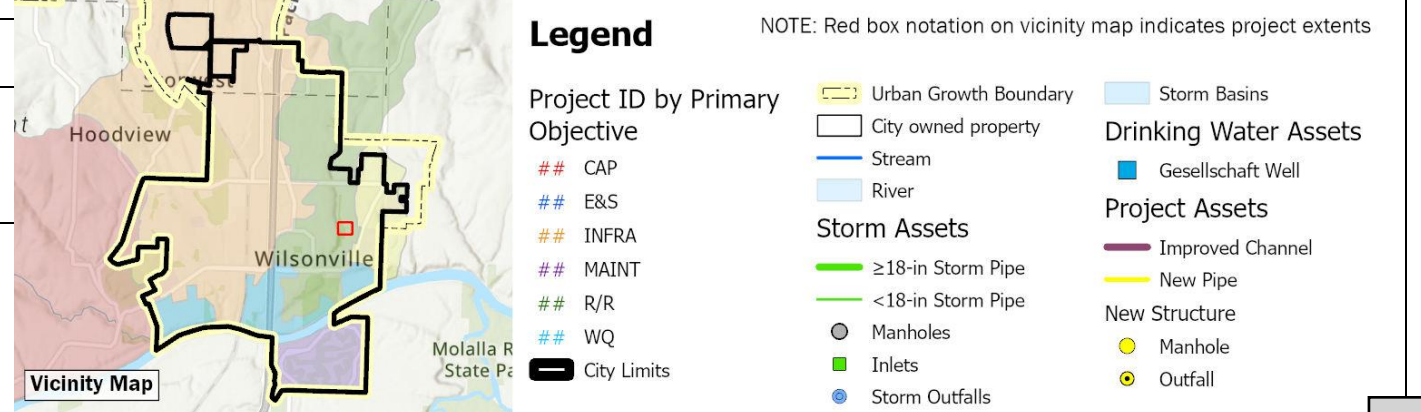 Hoodview
Wilsonville
Molalla R
State Pa
Vicinity Map
Legend
NOTE: Red box notation on vicinity map indicates project extents
Project ID by Primary
Objective
## CAP
## E&S
## INFRA
## MAINT
## R/R
## WQ
City Limits
Urban Growth Boundary
City owned property
Stream
River
Storm Assets
≥18-in Storm Pipe
<18-in Storm Pipe
Manholes
Inlets
Storm Outfalls
Storm Basins
Drinking Water Assets
Gesellschaft Well
Project Assets
Improved Channel
New Pipe
New Structure
Manhole
Outfall